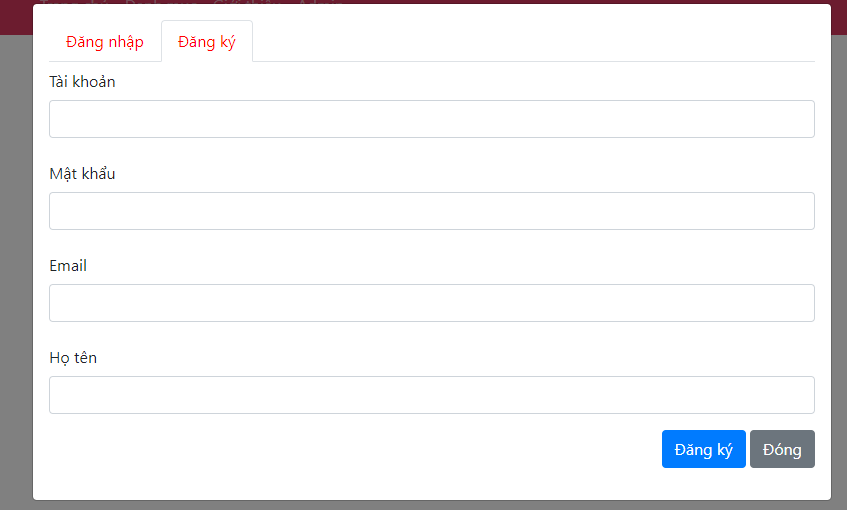 Đăng nhập Đăng ký
Tài khoản
Mật khẩu
Email
Họ tên
Đăng ký Đóng